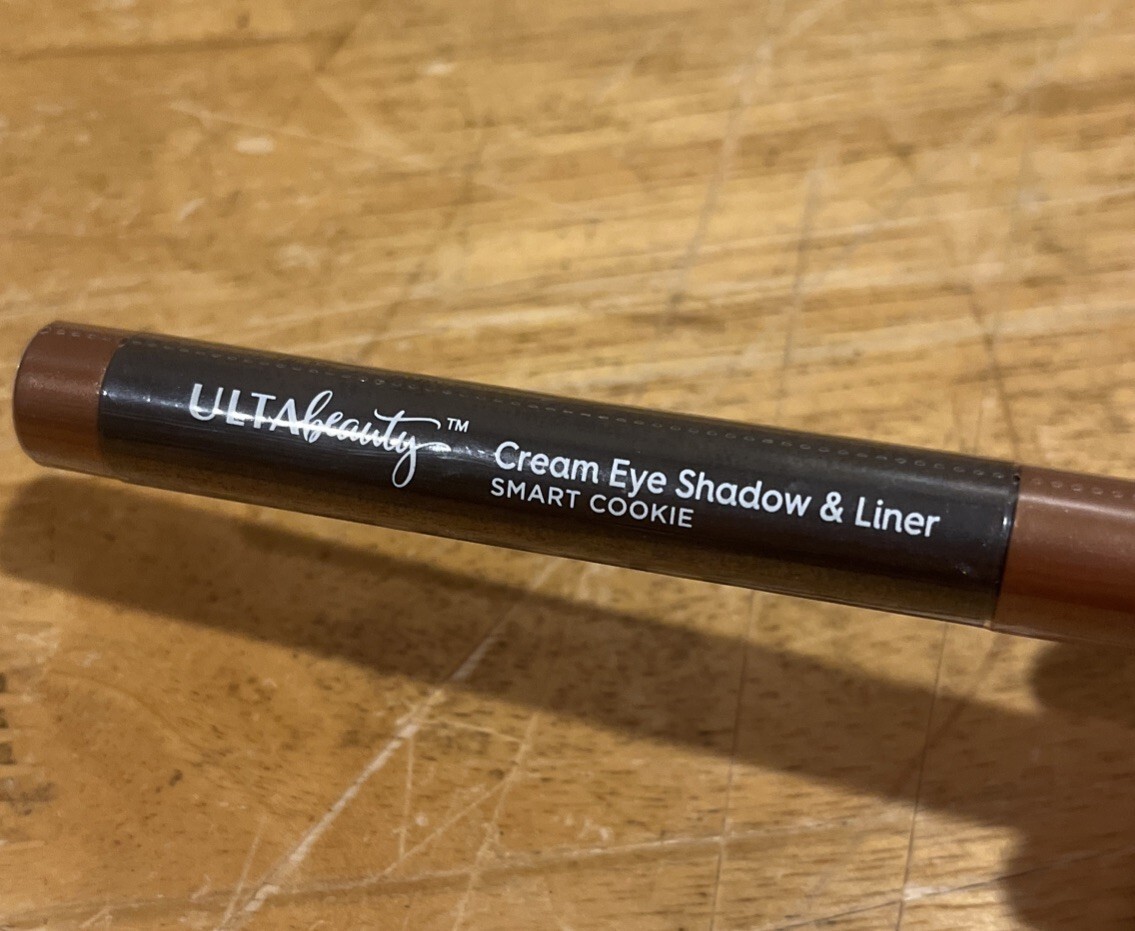 ULTAbeauty™
Cream Eye Shadow & Liner
SMART COOKIE